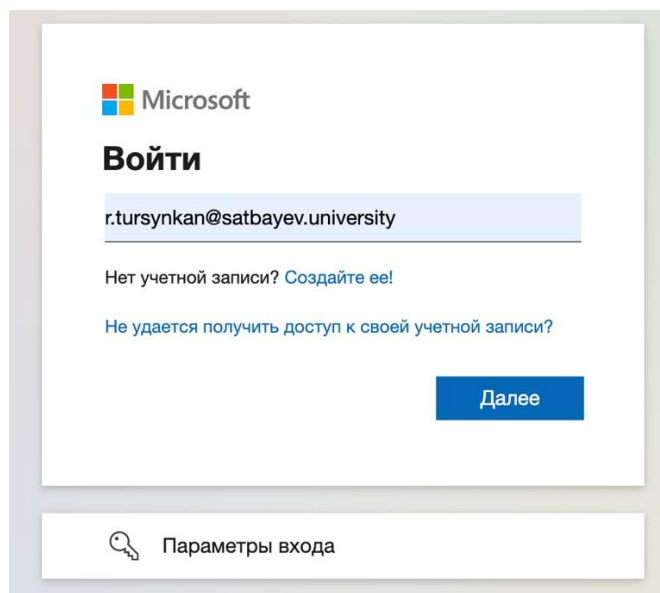 Microsoft
Войти
r.tursynkan@satbayev.university
Нет учетной записи? Создайте ее!
Не удается получить доступ к своей учетной записи?
Далее
Параметры входа